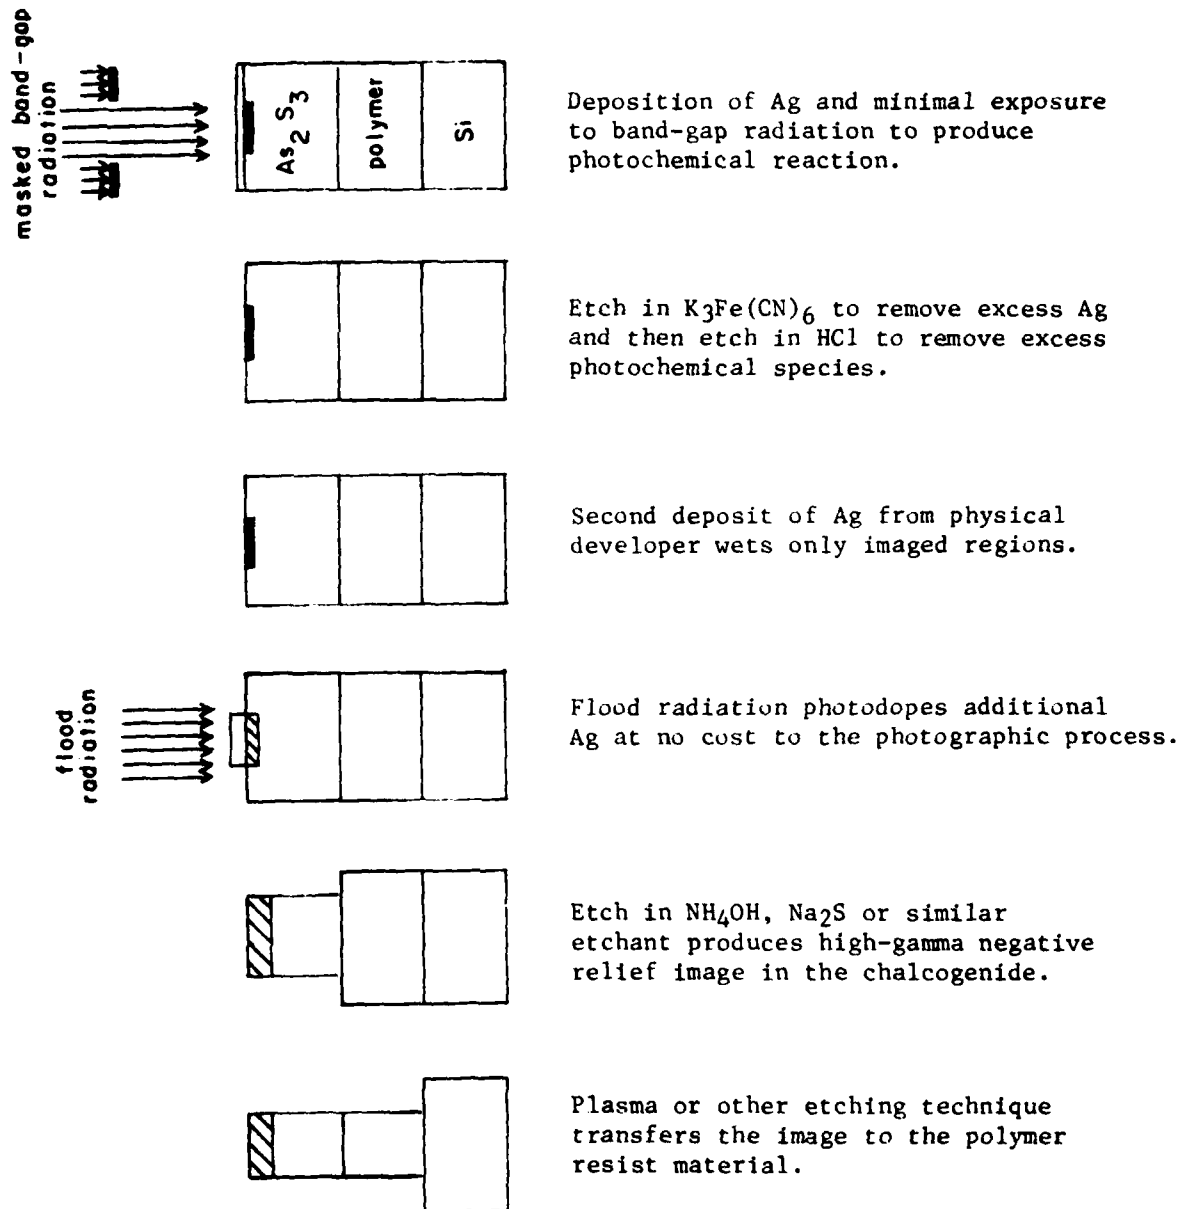 masked band-gap
radiation
As2S3
polymer
Si
Deposition of Ag and minimal exposure
to band-gap radiation to produce
photochemical reaction.
Etch in K3Fe(CN)6 to remove excess Ag
and then etch in HCl to remove excess
photochemical species.
Second deposit of Ag from physical
developer wets only imaged regions.
flood
radiation
Flood radiation photodopes additional
Ag at no cost to the photographic process.
Etch in NH4OH, Na2S or similar
etchant produces high-gamma negative
relief image in the chalcogenide.
Plasma or other etching technique
transfers the image to the polymer
resist material.